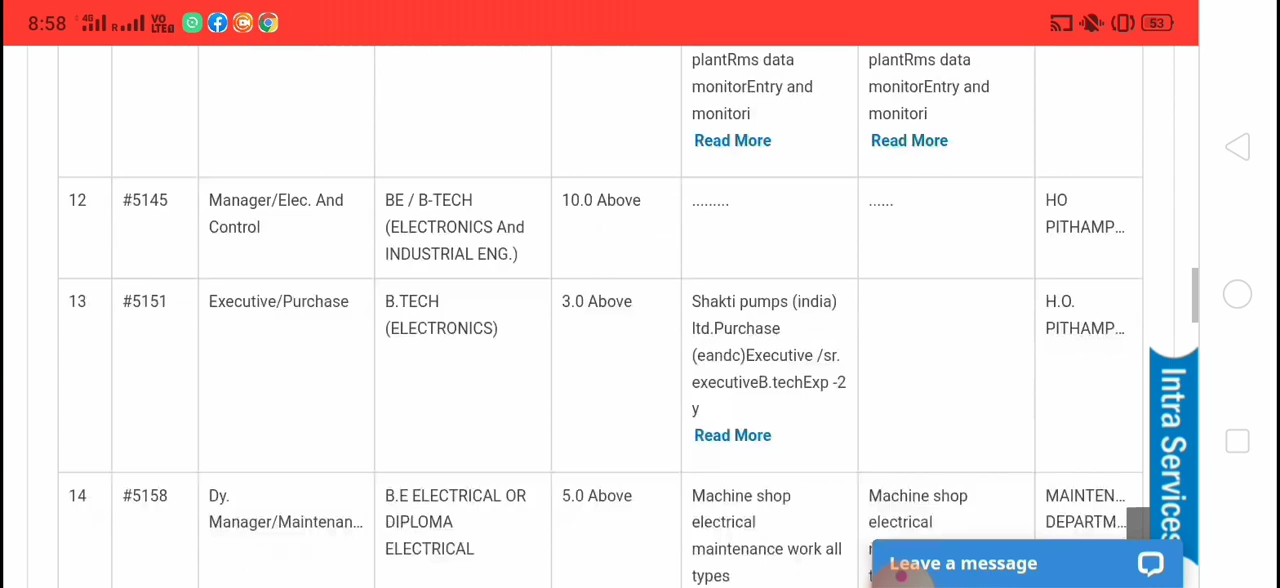 8:58 4G R VO LTE 53
plantRms data
monitorEntry and
monitori
Read More
plantRms data
monitorEntry and
monitori
Read More
12
#5145
Manager/Elec. And
Control
BE / B-TECH
(ELECTRONICS And
INDUSTRIAL ENG.)
10.0 Above
.........
......
HO
PITHAMP...
13
#5151
Executive/Purchase
B.TECH
(ELECTRONICS)
3.0 Above
Shakti pumps (india)
ltd.Purchase
(eandc)Executive /sr.
executiveB.techExp -2
y
Read More
H.O.
PITHAMP...
14
#5158
Dy.
Manager/Maintenan...
B.E ELECTRICAL OR
DIPLOMA
ELECTRICAL
5.0 Above
Machine shop
electrical
maintenance work all
types
Machine shop
electrical
MAINTEN...
DEPARTM...
Intra Services
Leave a message